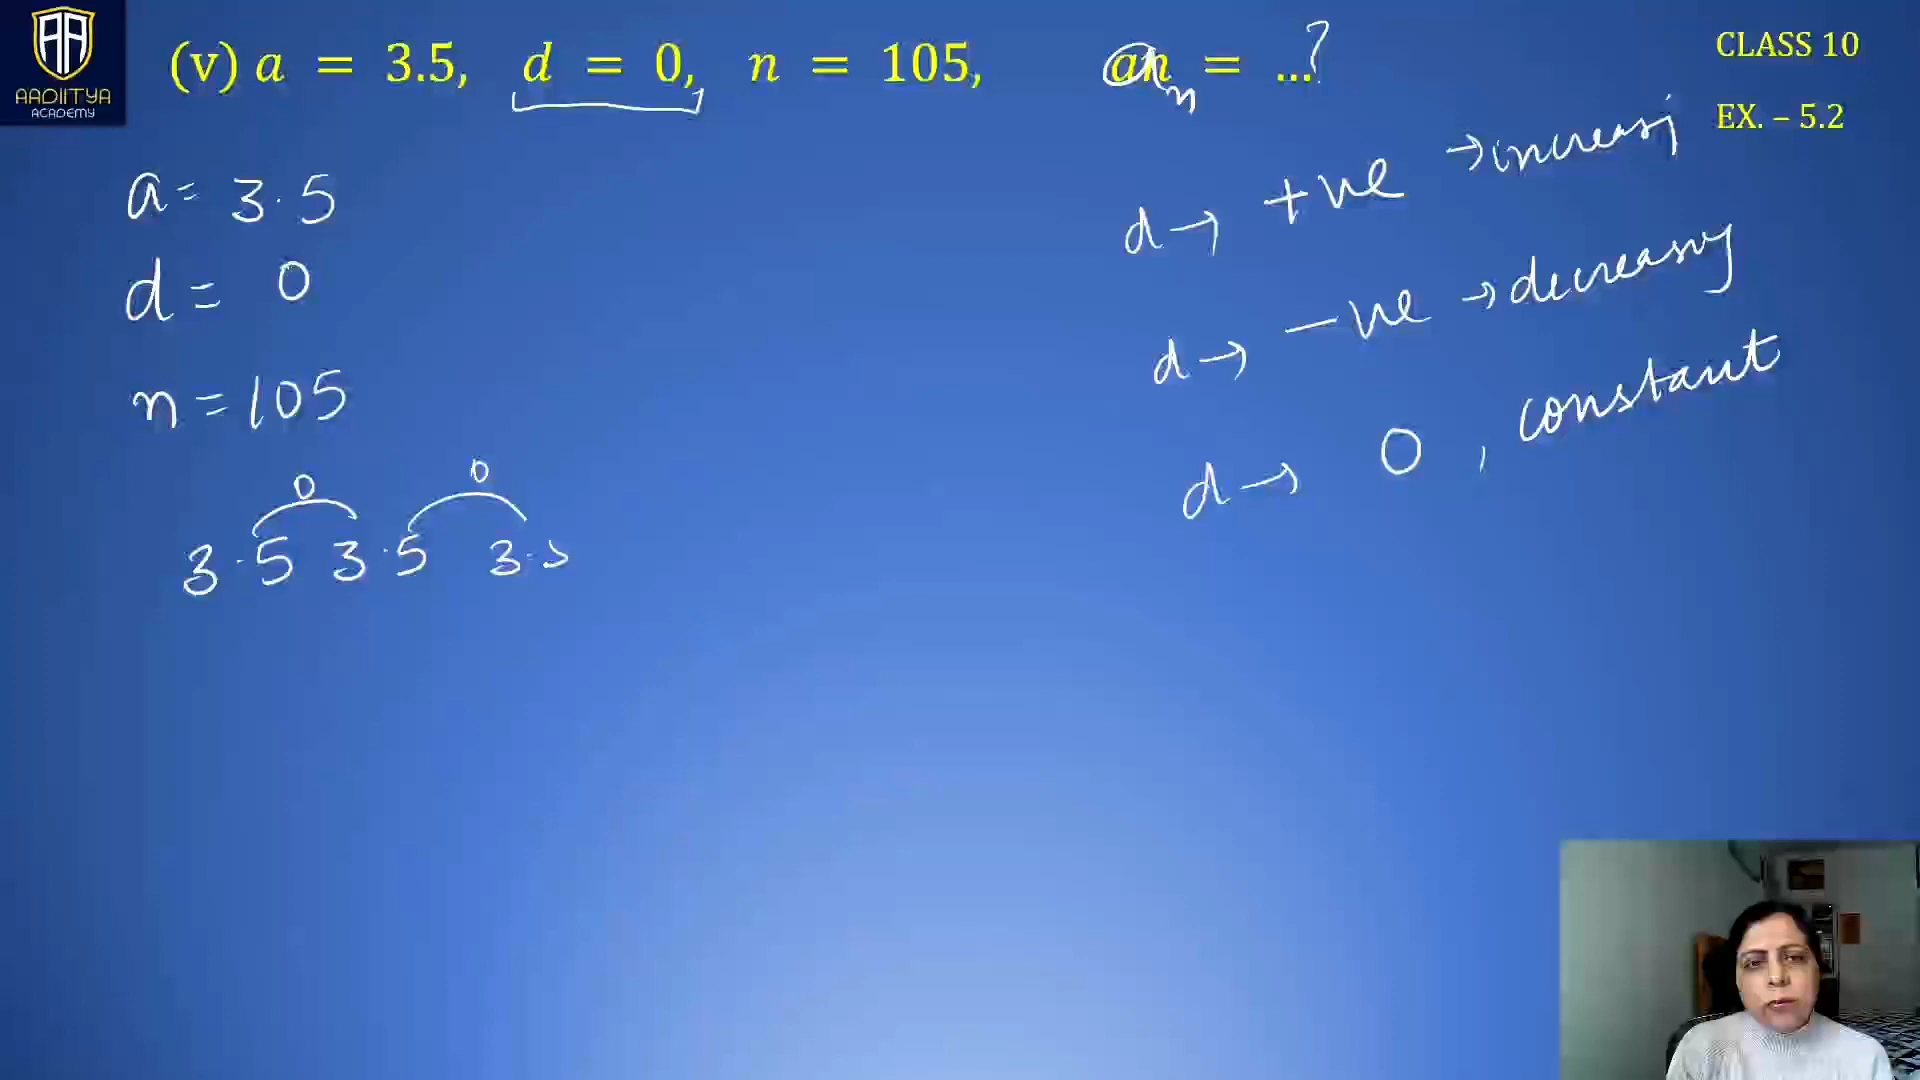 AADIITYA
ACADEMY
(v) a = 3.5, d = 0, n = 105, an = ...?
n
CLASS 10
EX. – 5.2
a = 3.5
d = 0
n = 105
0 0
3.5 3.5 3.5
d → +ve → increasi
d → -ve → decreasing
d → 0 , constant